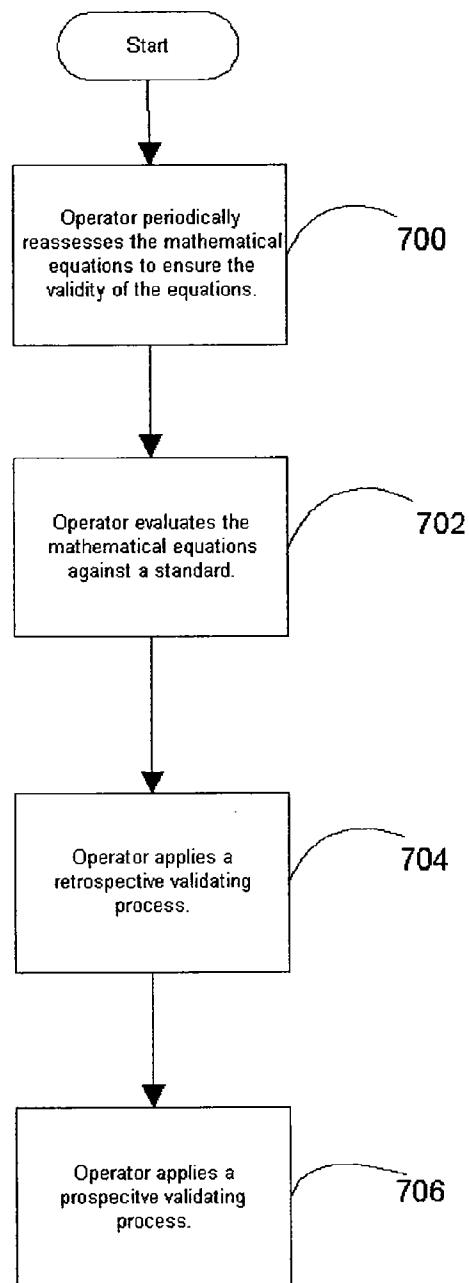 Start
Operator periodically
reassesses the mathematical
equations to ensure the
validity of the equations.
700
Operator evaluates the
mathematical equations
against a standard.
702
Operator applies a
retrospective validating
process.
704
Operator applies a
prospecitve validating
process.
706